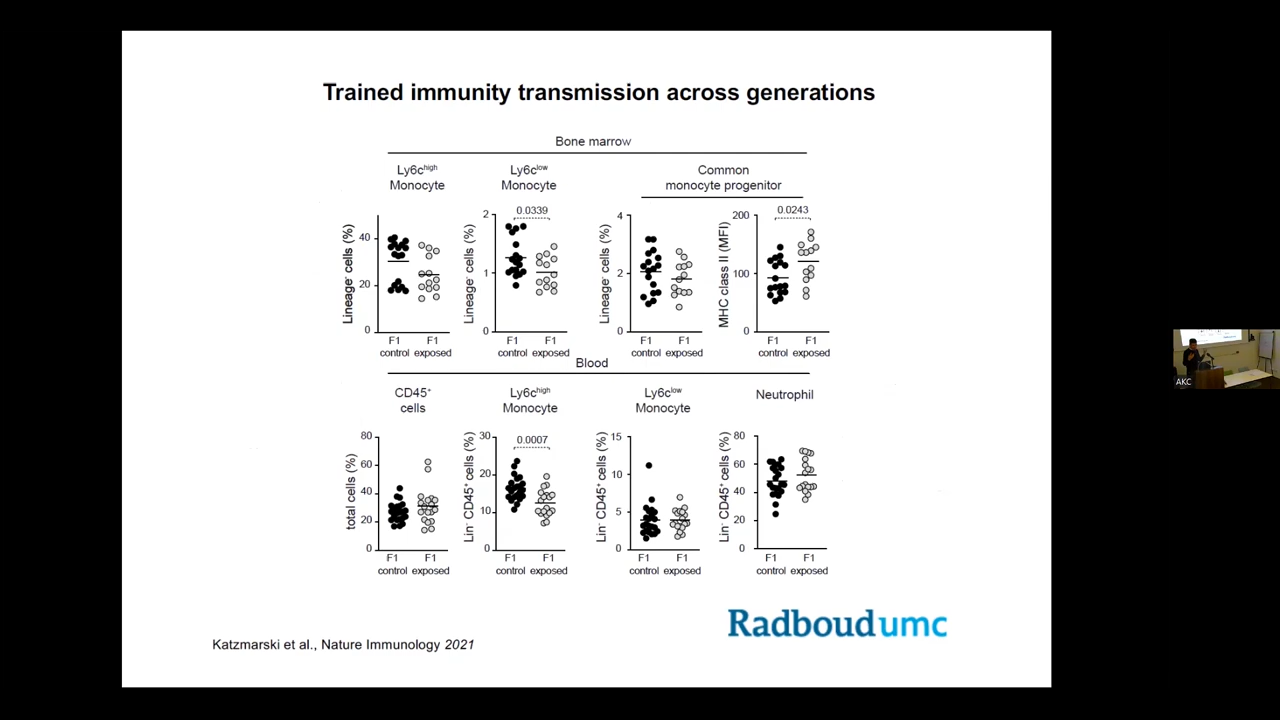 Trained immunity transmission across generations
Bone marrow
Ly6c^high
Monocyte
Ly6c^low
Monocyte
Common
monocyte progenitor
Lineage⁻ cells (%)
40
20
0
F1
control
F1
exposed
Lineage⁻ cells (%)
2
1
0
0.0339
F1
control
F1
exposed
Lineage⁻ cells (%)
4
2
0
F1
control
F1
exposed
MHC class II (MFI)
200
100
0
0.0243
F1
control
F1
exposed
Blood
CD45⁺
cells
Ly6c^high
Monocyte
Ly6c^low
Monocyte
Neutrophil
total cells (%)
80
60
40
20
0
F1
control
F1
exposed
Lin⁻ CD45⁺ cells (%)
30
20
10
0
0.0007
F1
control
F1
exposed
Lin⁻ CD45⁺ cells (%)
15
10
5
0
F1
control
F1
exposed
Lin⁻ CD45⁺ cells (%)
80
60
40
20
0
F1
control
F1
exposed
Radboudumc
Katzmarski et al., Nature Immunology 2021
AKC